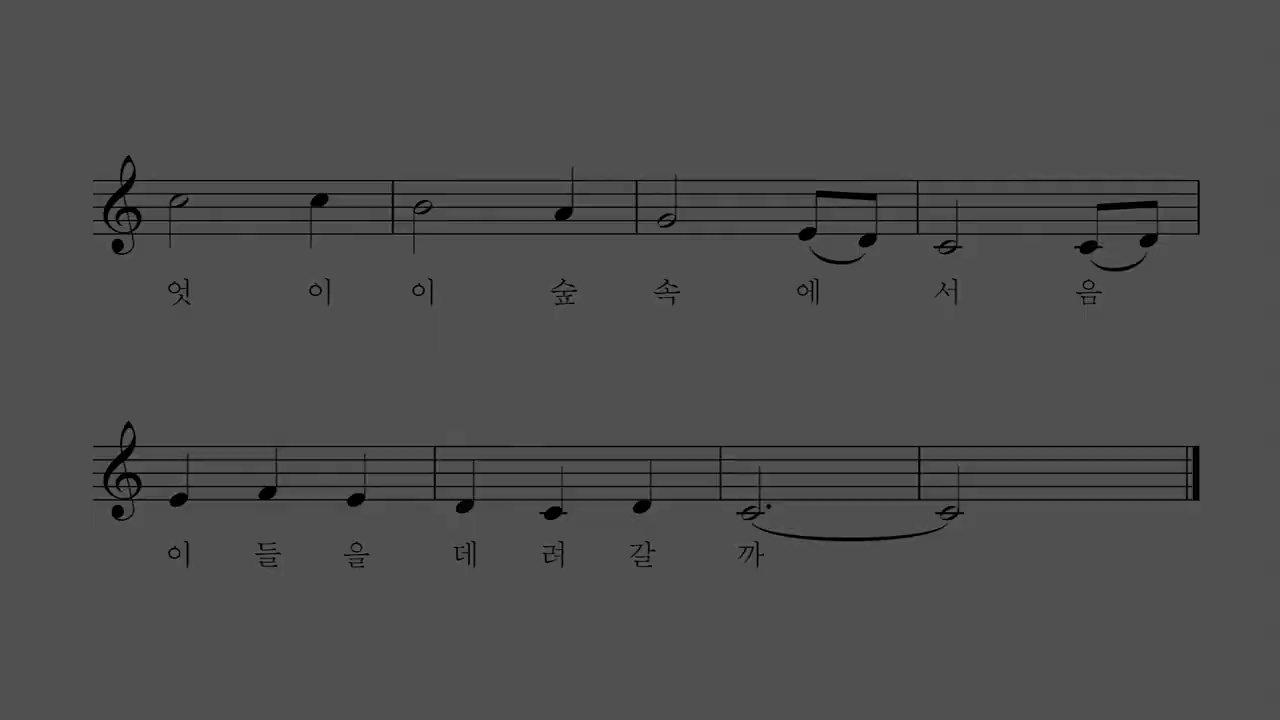 엇 이 이 숲 속 에 서 음
이 들 을 데 려 갈 까